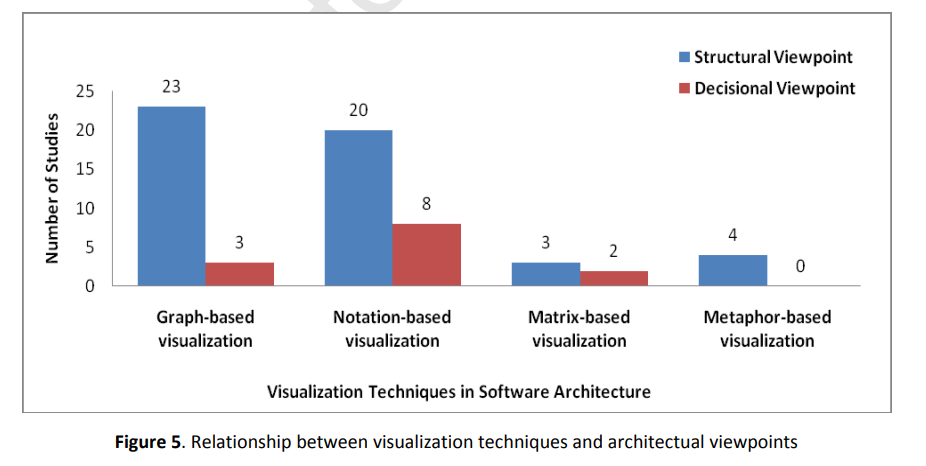 Structural Viewpoint
Decisional Viewpoint
Number of Studies
25
20
15
10
5
0
23
3
20
8
3
2
4
0
Graph-based
visualization
Notation-based
visualization
Matrix-based
visualization
Metaphor-based
visualization
Visualization Techniques in Software Architecture
Figure 5. Relationship between visualization techniques and architectual viewpoints